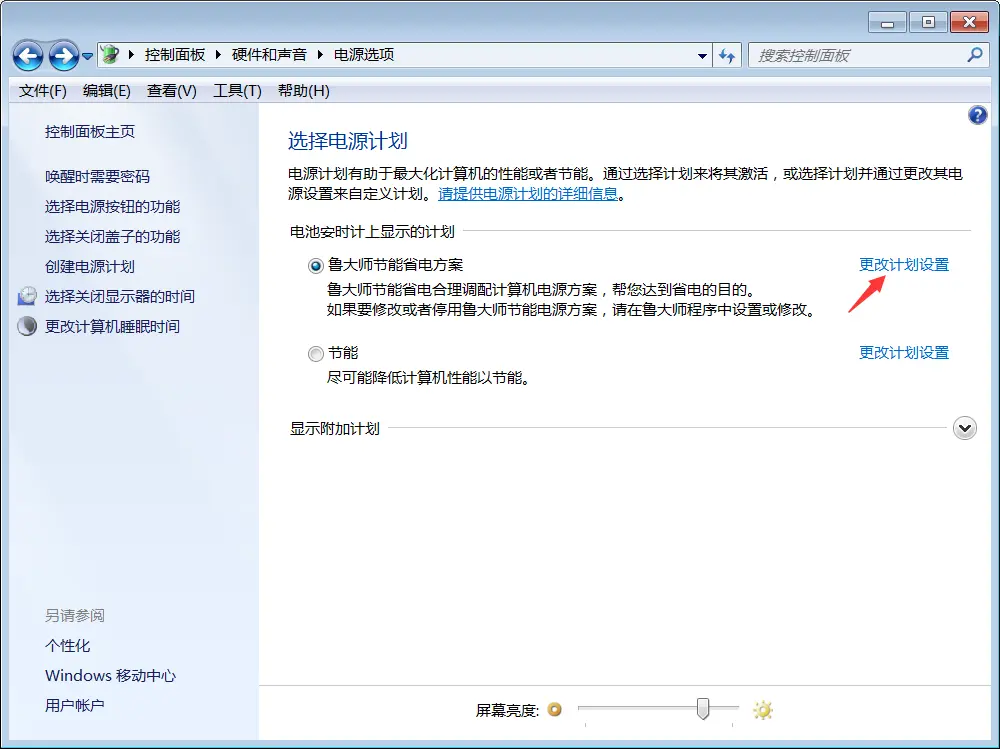 控制面板 硬件和声音 电源选项
搜索控制面板
文件(F) 编辑(E) 查看(V) 工具(T) 帮助(H)
控制面板主页
唤醒时需要密码
选择电源按钮的功能
选择关闭盖子的功能
创建电源计划
选择关闭显示器的时间
更改计算机睡眠时间
另请参阅
个性化
Windows 移动中心
用户帐户
选择电源计划
电源计划有助于最大化计算机的性能或者节能。通过选择计划来将其激活，或选择计划并通过更改其电
源设置来自定义计划。请提供电源计划的详细信息。
电池安时计上显示的计划
鲁大师节能省电方案 更改计划设置
鲁大师节能省电合理调配计算机电源方案，帮您达到省电的目的。
如果要修改或者停用鲁大师节能电源方案，请在鲁大师程序中设置或修改。
节能 更改计划设置
尽可能降低计算机性能以节能。
显示附加计划
屏幕亮度: